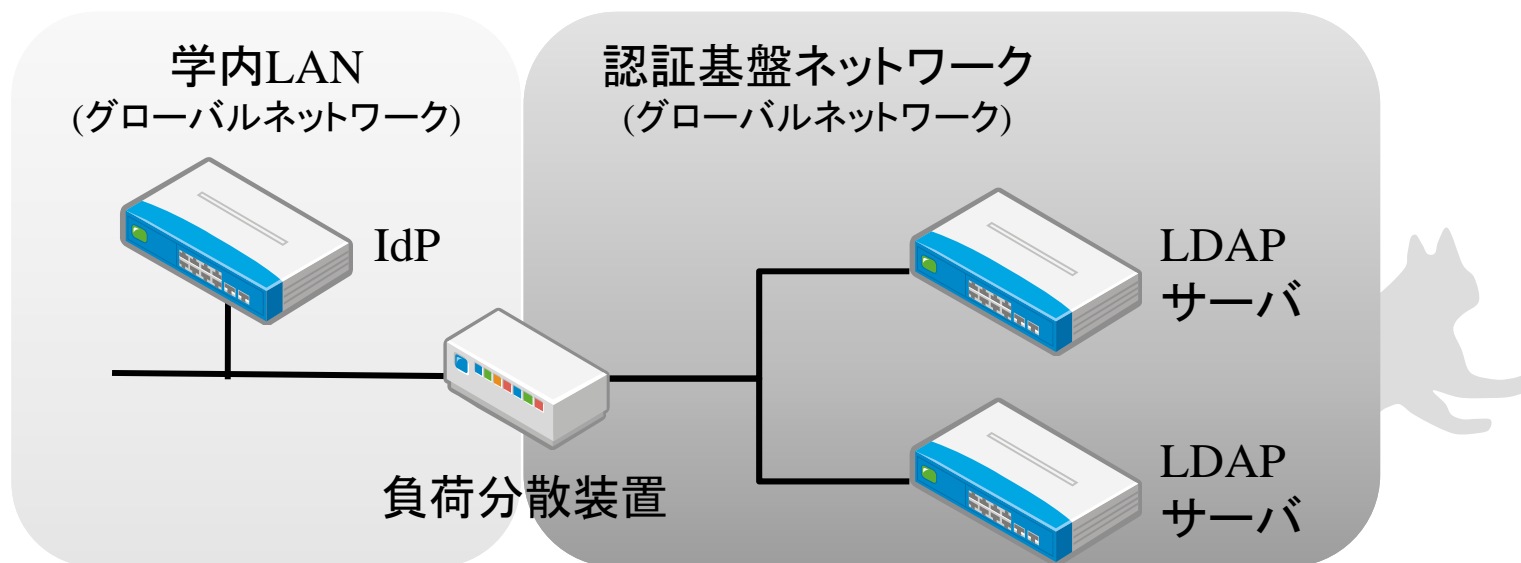 学内LAN
(グローバルネットワーク)
認証基盤ネットワーク
(グローバルネットワーク)
IdP
LDAP
サーバ
負荷分散装置
LDAP
サーバ